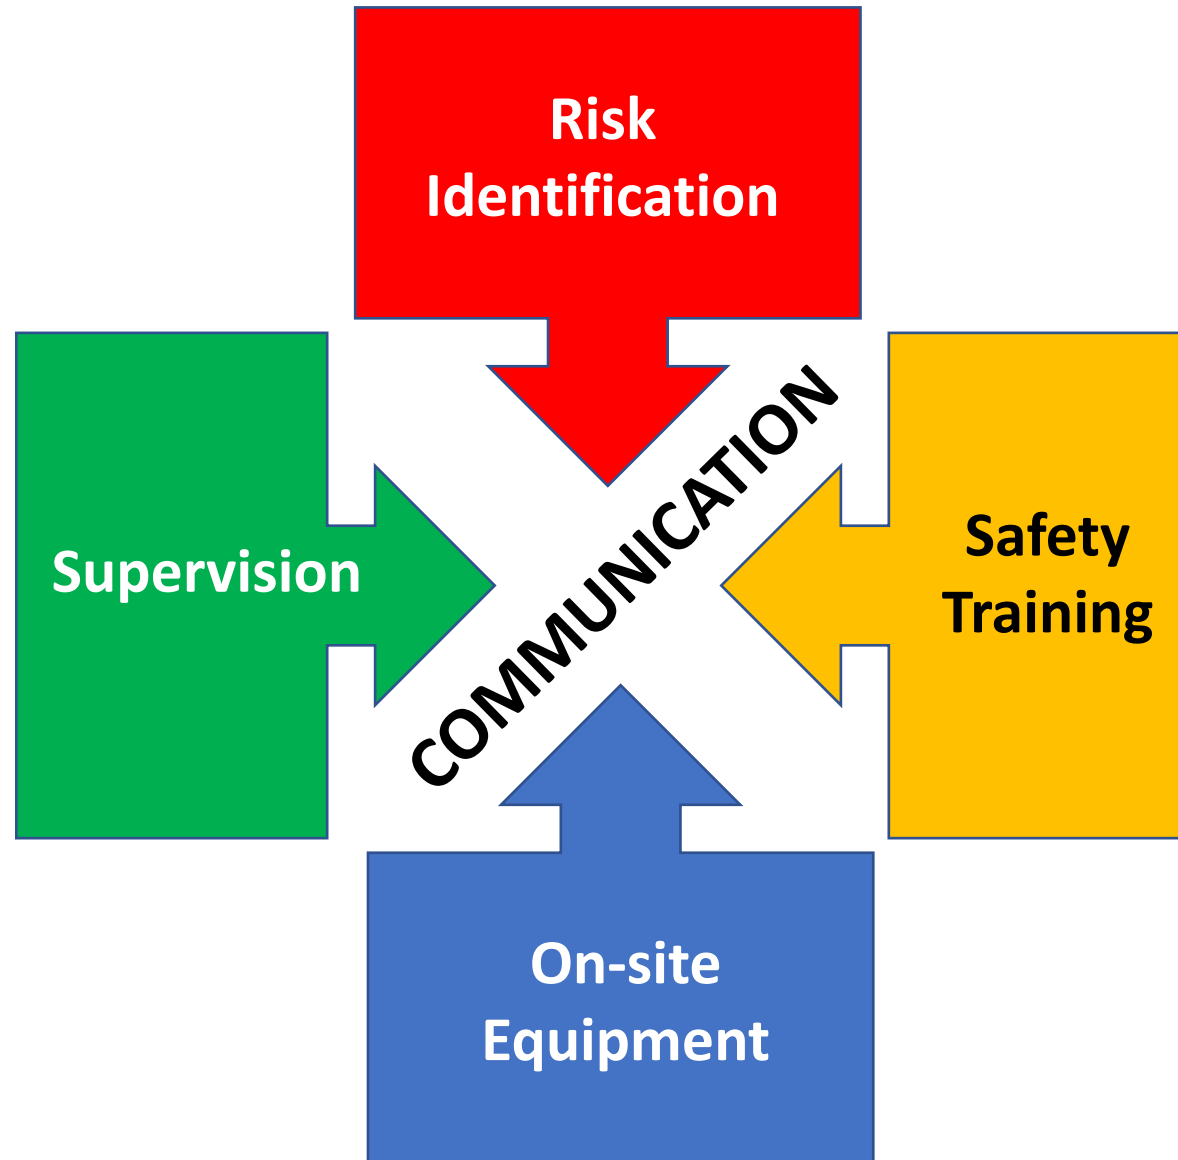 Risk
Identification
Supervision
COMMUNICATION
Safety
Training
On-site
Equipment